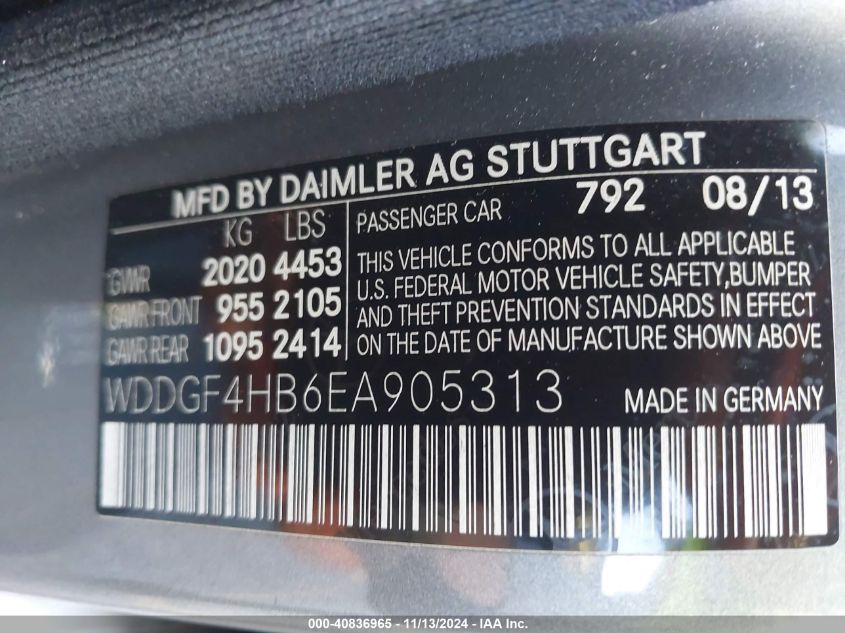 MFD BY DAIMLER AG STUTTGART
KG LBS
PASSENGER CAR 792 08/13
GVWR 2020 4453
GAWR FRONT 955 2105
GAWR REAR 1095 2414
THIS VEHICLE CONFORMS TO ALL APPLICABLE
U.S. FEDERAL MOTOR VEHICLE SAFETY,BUMPER
AND THEFT PREVENTION STANDARDS IN EFFECT
ON THE DATE OF MANUFACTURE SHOWN ABOVE
WDDGF4HB6EA905313 MADE IN GERMANY
000-40836965 - 11/13/2024 - IAA